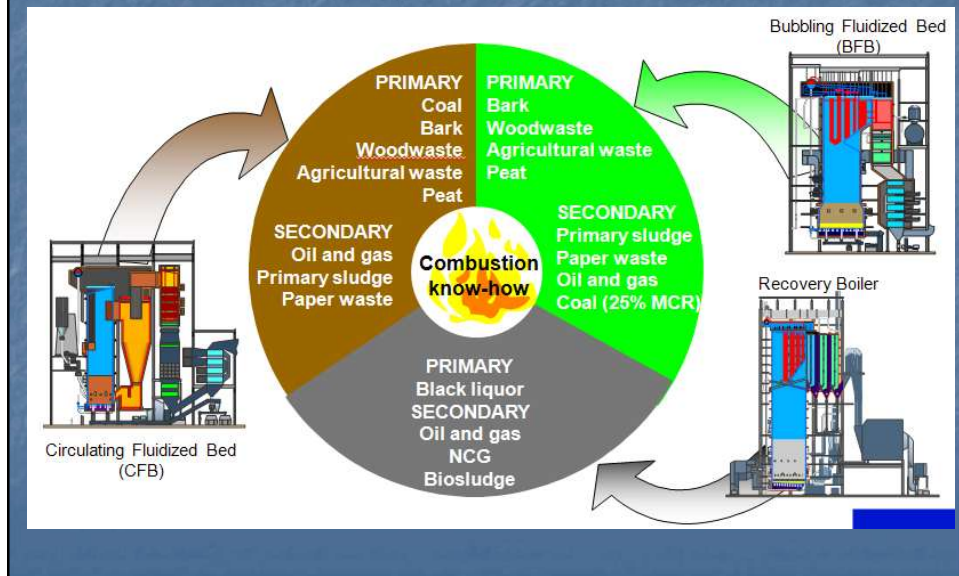 Bubbling Fluidized Bed
(BFB)
PRIMARY
Coal
Bark
Woodwaste
Agricultural waste
Peat
SECONDARY
Oil and gas
Primary sludge
Paper waste
PRIMARY
Bark
Woodwaste
Agricultural waste
Peat
SECONDARY
Primary sludge
Paper waste
Oil and gas
Coal (25% MCR)
Combustion
know-how
Recovery Boiler
PRIMARY
Black liquor
SECONDARY
Oil and gas
NCG
Biosludge
Circulating Fluidized Bed
(CFB)